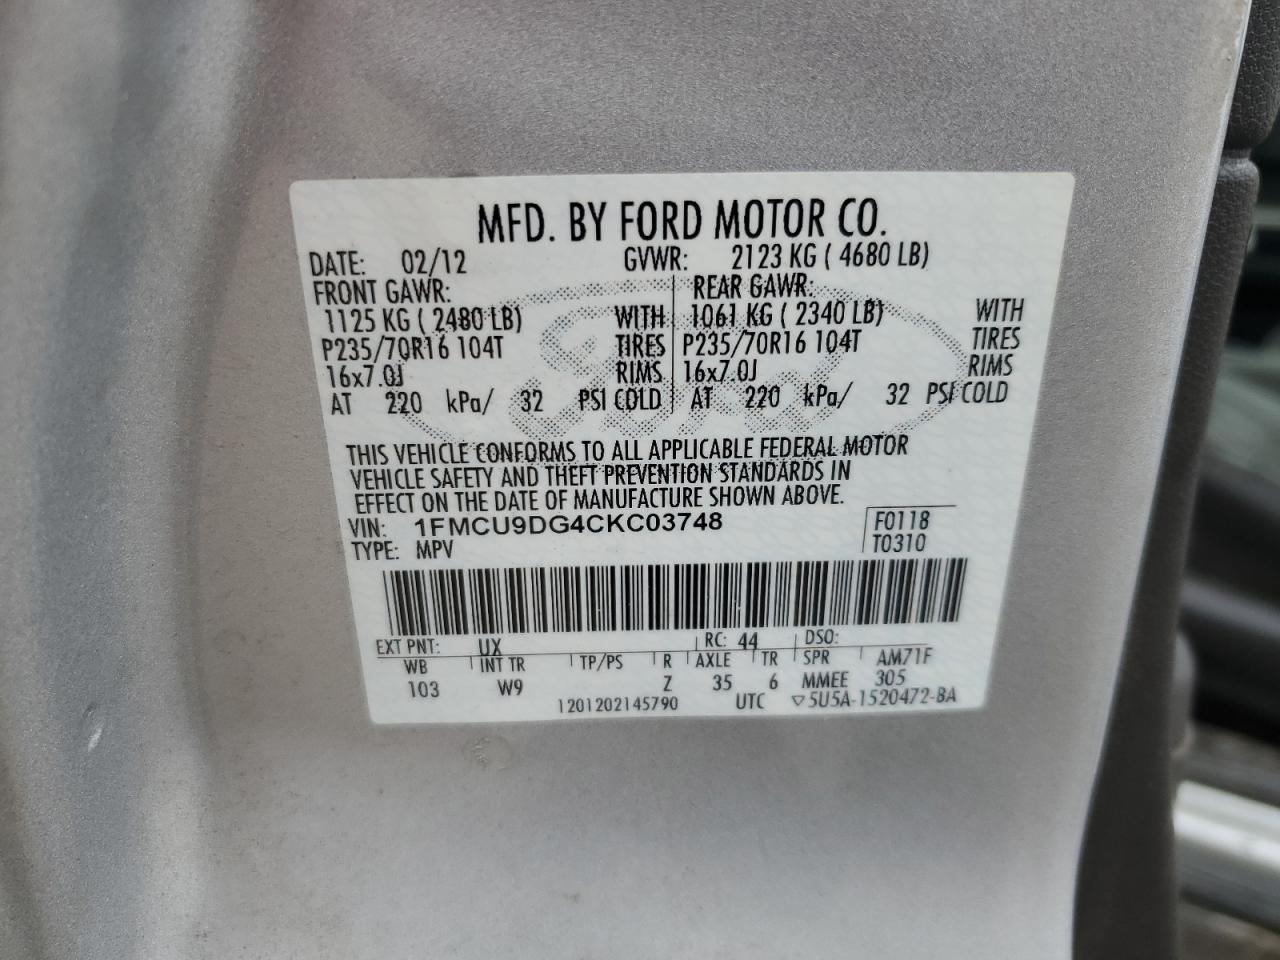 MFD. BY FORD MOTOR CO.
DATE: 02/12 GVWR: 2123 KG ( 4680 LB)
FRONT GAWR: REAR GAWR:
1125 KG ( 2480 LB) WITH 1061 KG ( 2340 LB) WITH
P235/70R16 104T TIRES P235/70R16 104T TIRES
16x7.0J RIMS 16x7.0J RIMS
AT 220 kPa/ 32 PSI COLD AT 220 kPa/ 32 PSI COLD
Ford
THIS VEHICLE CONFORMS TO ALL APPLICABLE FEDERAL MOTOR
VEHICLE SAFETY AND THEFT PREVENTION STANDARDS IN
EFFECT ON THE DATE OF MANUFACTURE SHOWN ABOVE.
VIN: 1FMCU9DG4CKC03748 F0118
TYPE: MPV T0310
EXT PNT: UX RC: 44 DSO:
WB INT TR TP/PS R AXLE TR SPR AM71F
103 W9 Z 35 6 MMEE 305
1201202145790 UTC ▽5U5A-1520472-BA